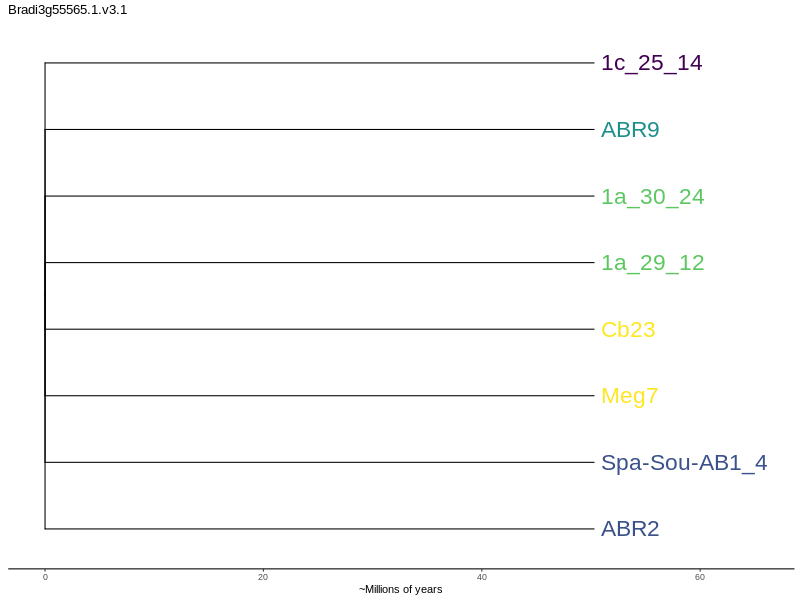 Bradi3g55565.1.v3.1
1c_25_14
ABR9
1a_30_24
1a_29_12
Cb23
Meg7
Spa-Sou-AB1_4
ABR2
0 20 40 60
~Millions of years